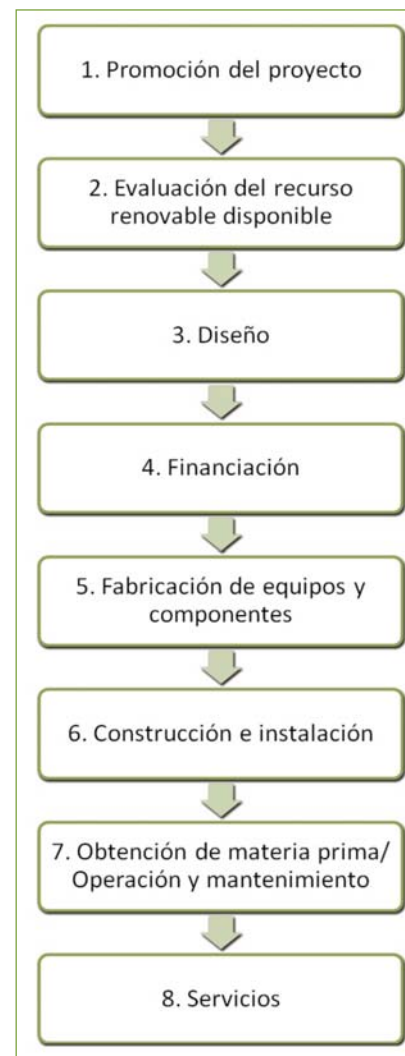 1. Promoción del proyecto
2. Evaluación del recurso
renovable disponible
3. Diseño
4. Financiación
5. Fabricación de equipos y
componentes
6. Construcción e instalación
7. Obtención de materia prima/
Operación y mantenimiento
8. Servicios